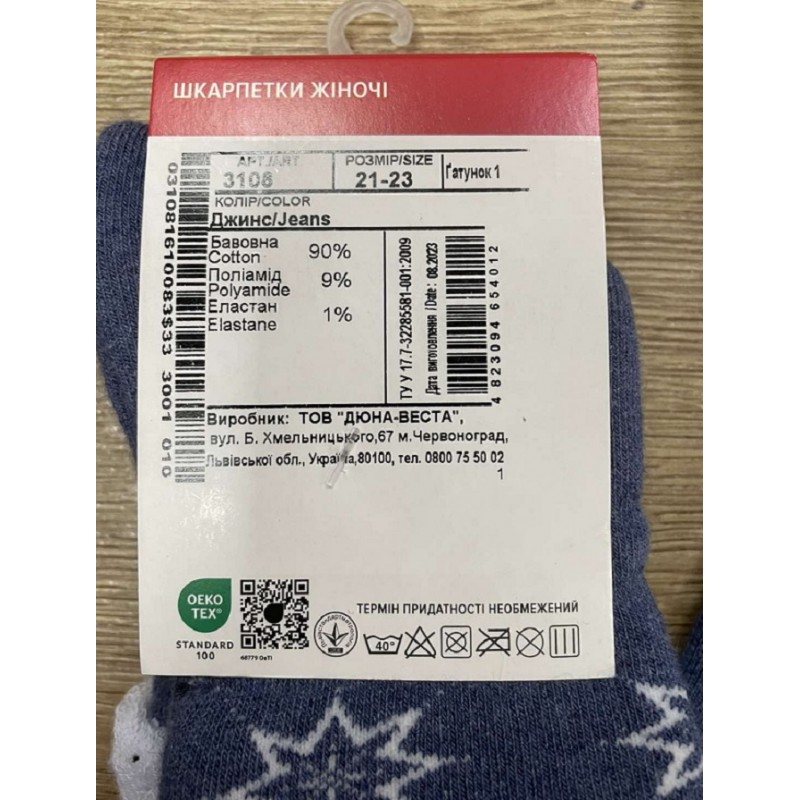 ШКАРПЕТКИ ЖІНОЧІ
АРТ./ART
3108
РОЗМІР/SIZE
21-23
Ґатунок 1
КОЛІР/COLOR
Джинс/Jeans
Бавовна
Cotton 90%
Поліамід
Polyamide 9%
Еластан
Elastane 1%
ТУ У 17.7-32285581-001:2009
Дата виготовлення /Date: 08.2023
4 823094 654012
031081610083$33 3001 010
Виробник: ТОВ "ДЮНА-ВЕСТА",
вул. Б. Хмельницького,67 м.Червоноград,
Львівської обл., Україна,80100, тел. 0800 75 50 02
1
OEKO
TEX®
STANDARD
100
ТЕРМІН ПРИДАТНОСТІ НЕОБМЕЖЕНИЙ
40°